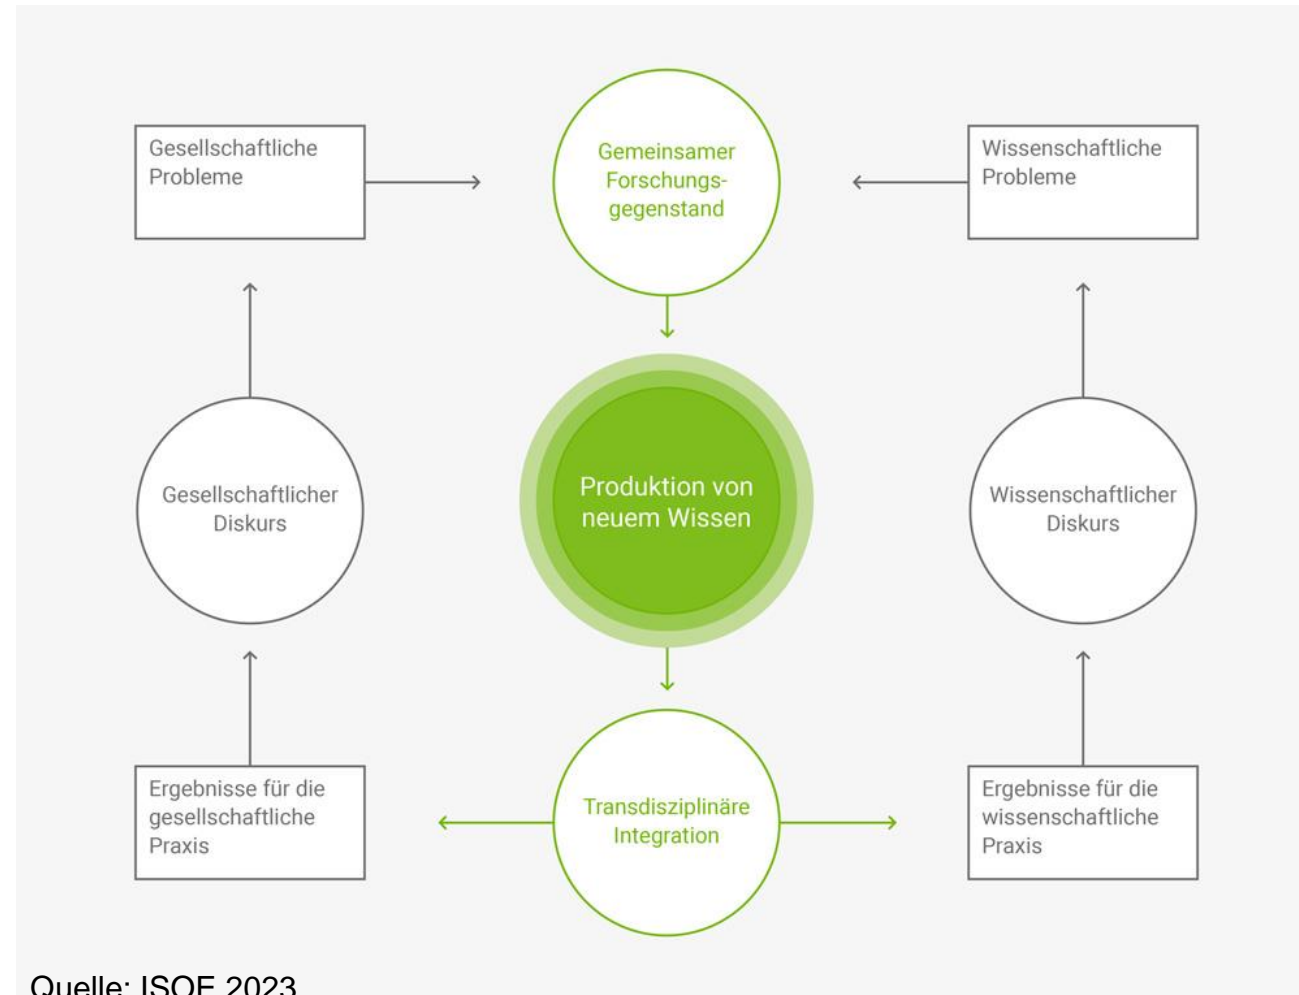 Gesellschaftliche
Probleme
Gemeinsamer
Forschungs-
gegenstand
Wissenschaftliche
Probleme
Gesellschaftlicher
Diskurs
Produktion von
neuem Wissen
Wissenschaftlicher
Diskurs
Ergebnisse für die
gesellschaftliche
Praxis
Transdisziplinäre
Integration
Ergebnisse für die
wissenschaftliche
Praxis
Quelle: ISOE 2023